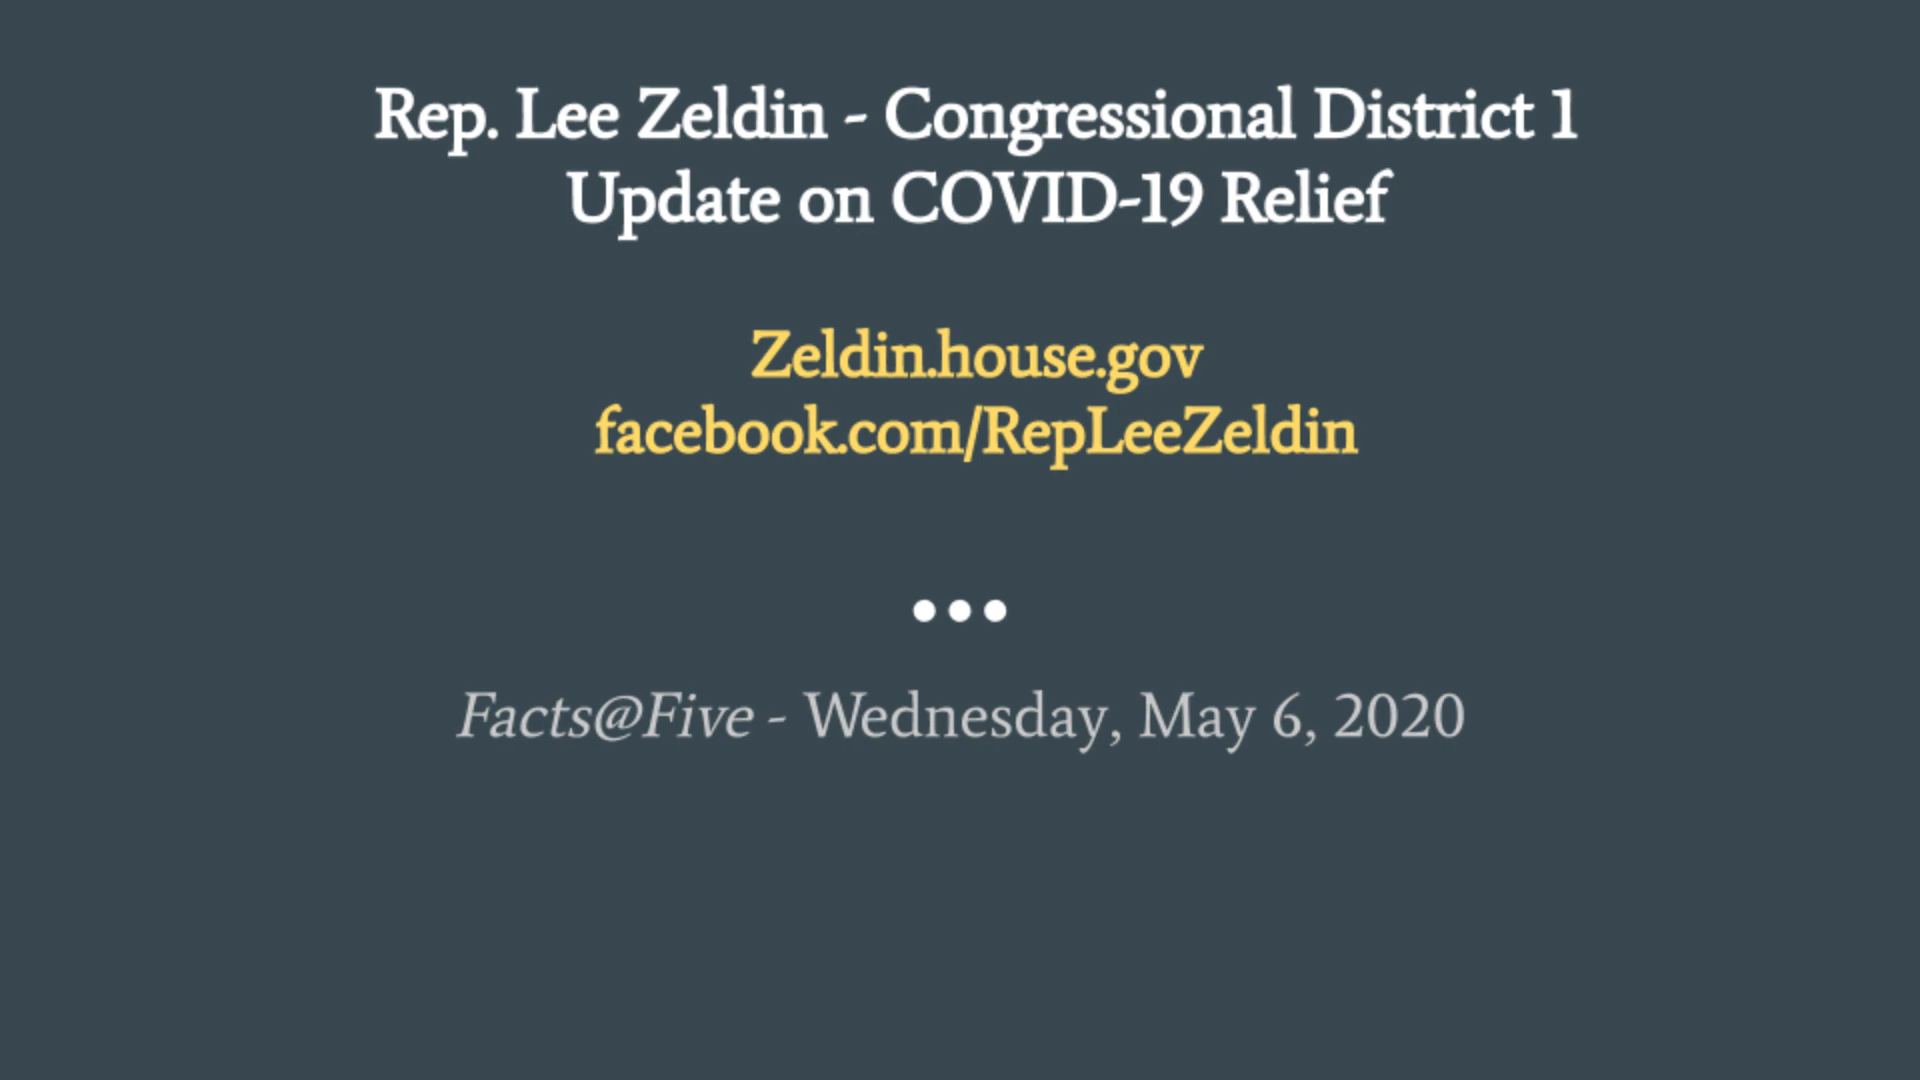 Rep. Lee Zeldin - Congressional District 1
Update on COVID-19 Relief
Zeldin.house.gov
facebook.com/RepLeeZeldin
Facts@Five - Wednesday, May 6, 2020